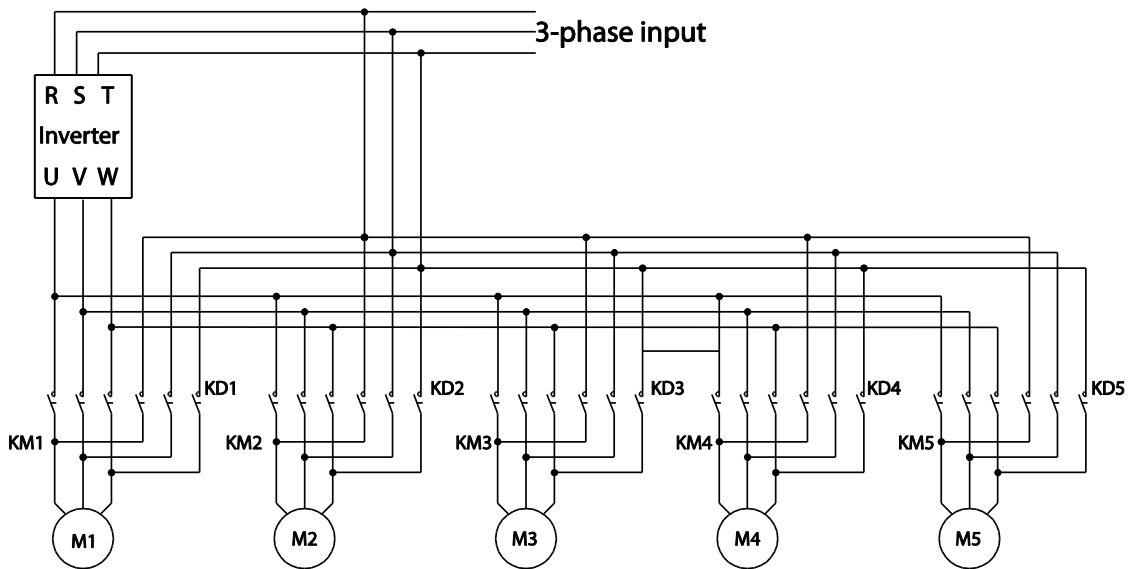 3-phase input
R S T
Inverter
U V W
KD1
KD2
KD3
KD4
KD5
KM1
KM2
KM3
KM4
KM5
M1
M2
M3
M4
M5